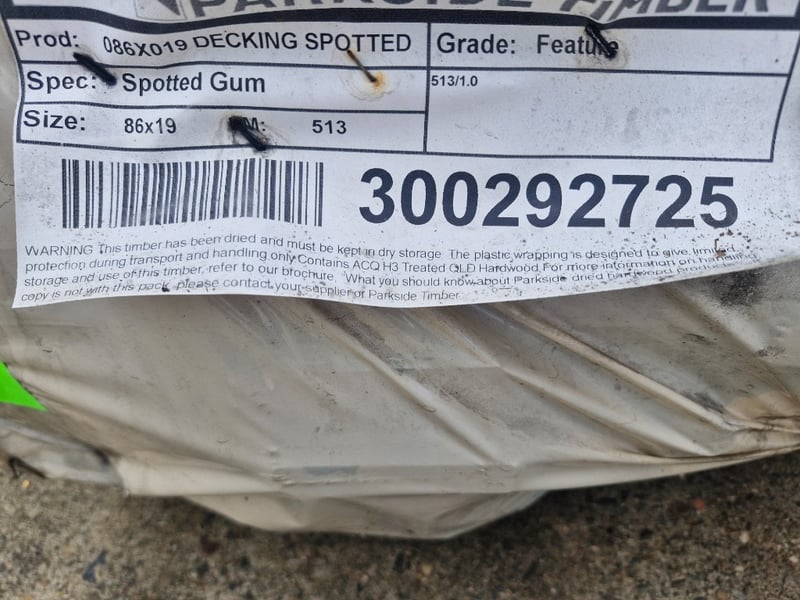 PARKSIDE TIMBER
Prod: 086X019 DECKING SPOTTED Grade: Feature
Spec: Spotted Gum 513/1.0
Size: 86x19 M: 513
300292725
WARNING This timber has been dried and must be kept in dry storage. The plastic wrapping is designed to give limited
protection during transport and handling only. Contains ACQ H3 Treated QLD Hardwood. For more information on handling,
storage and use of this timber, refer to our brochure "What you should know about Parkside dried hardwood products"
copy is not with this pack, please contact your supplier of Parkside Timber.